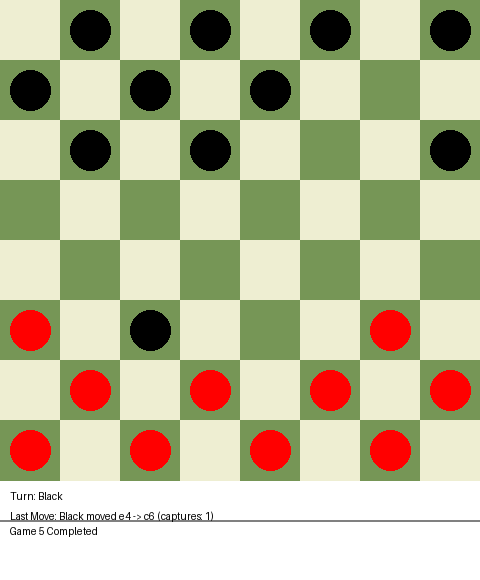 Turn: Black
Last Move: Black moved e4 -> c6 (captures: 1)
Game 5 Completed